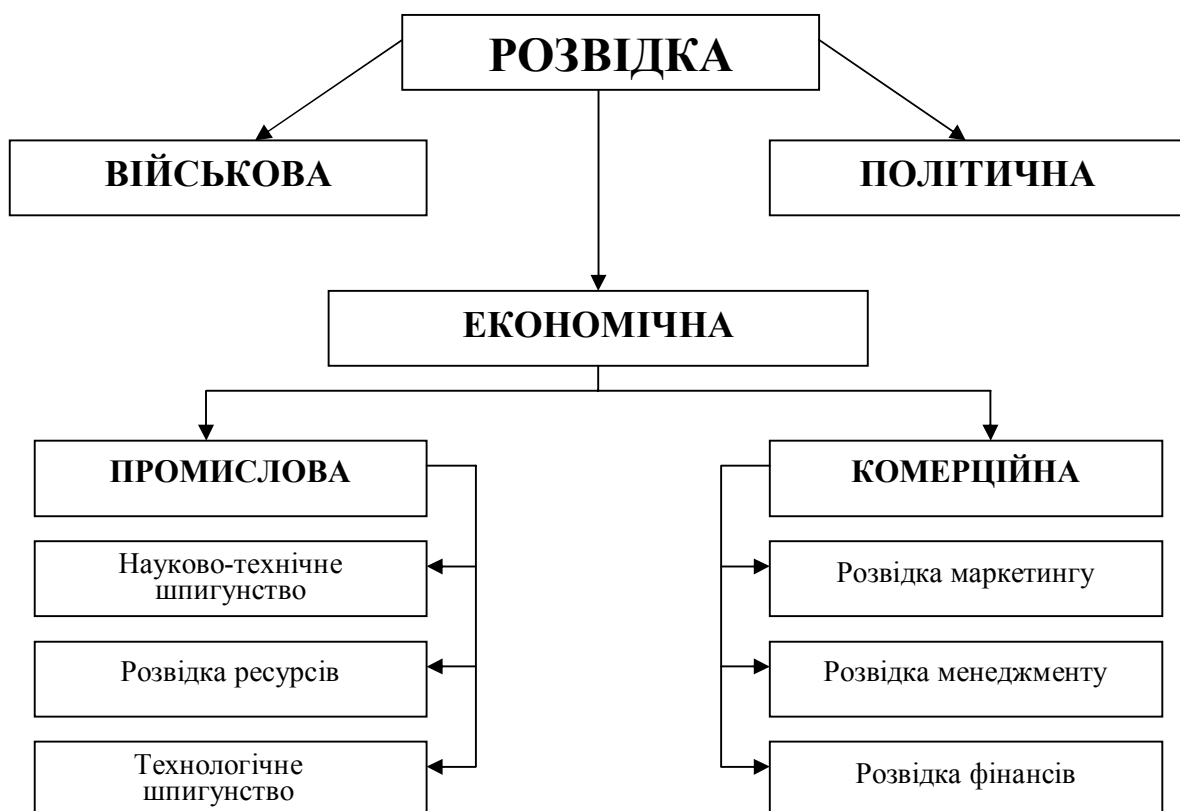 РОЗВІДКА
ВІЙСЬКОВА
ПОЛІТИЧНА
ЕКОНОМІЧНА
ПРОМИСЛОВА
КОМЕРЦІЙНА
Науково-технічне
шпигунство
Розвідка маркетингу
Розвідка ресурсів
Розвідка менеджменту
Технологічне
шпигунство
Розвідка фінансів